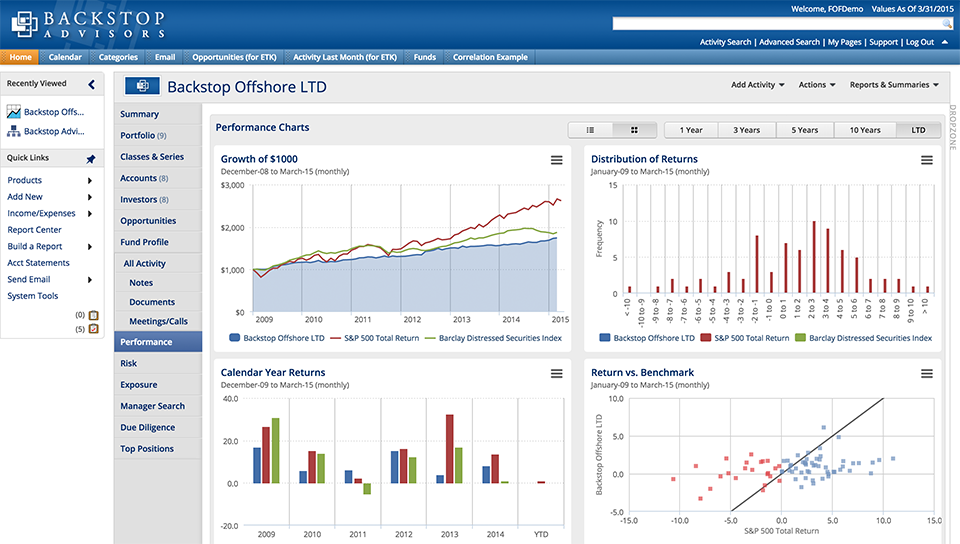 BACKSTOP
ADVISORS
Welcome, FOFDemo Values As Of 3/31/2015
Activity Search | Advanced Search | My Pages | Support | Log Out
Home Calendar Categories Email Opportunities (for ETK) Activity Last Month (for ETK) Funds Correlation Example
Recently Viewed
Backstop Offs...
Backstop Advi...
Quick Links
Products
Add New
Income/Expenses
Report Center
Build a Report
Acct Statements
Send Email
System Tools
(0)
(5)
Backstop Offshore LTD
Add Activity Actions Reports & Summaries
DROPZONE
Summary
Portfolio (9)
Classes & Series
Accounts (8)
Investors (8)
Opportunities
Fund Profile
All Activity
Notes
Documents
Meetings/Calls
Performance
Risk
Exposure
Manager Search
Due Diligence
Top Positions
Performance Charts
1 Year 3 Years 5 Years 10 Years LTD
Growth of $1000
December-08 to March-15 (monthly)
$3,000
$2,000
$1,000
$0
2009 2010 2011 2012 2013 2014 2015
Backstop Offshore LTD S&P 500 Total Return Barclay Distressed Securities Index
Distribution of Returns
January-09 to March-15 (monthly)
Frequency
15
10
5
0
< -10 -10 to -9 -9 to -8 -8 to -7 -7 to -6 -6 to -5 -5 to -4 -4 to -3 -3 to -2 -2 to -1 -1 to 0 0 to 1 1 to 2 2 to 3 3 to 4 4 to 5 5 to 6 6 to 7 7 to 8 8 to 9 9 to 10 > 10
Backstop Offshore LTD S&P 500 Total Return Barclay Distressed Securities Index
Calendar Year Returns
December-09 to March-15 (monthly)
40.0
20.0
0.0
-20.0
2009 2010 2011 2012 2013 2014 YTD
Return vs. Benchmark
January-09 to March-15 (monthly)
Backstop Offshore LTD
10.0
5.0
0.0
-5.0
-15.0 -10.0 -5.0 0.0 5.0 10.0 15.0
S&P 500 Total Return